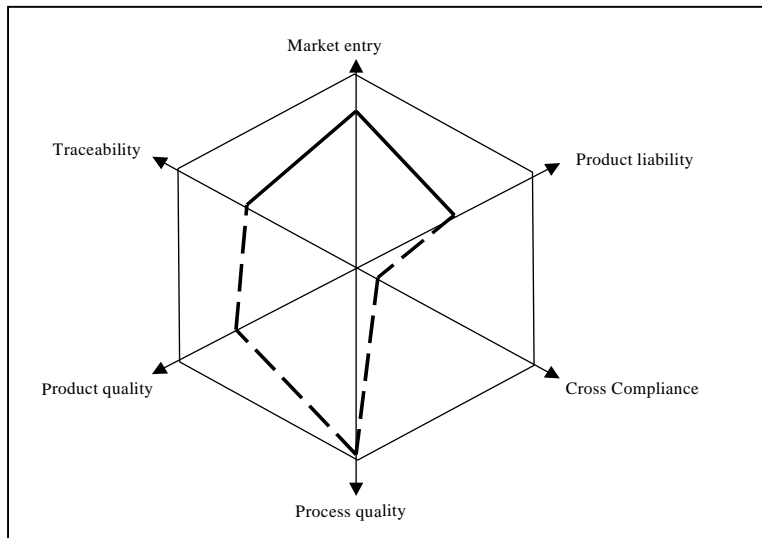 Market entry
Traceability
Product liability
Product quality
Cross Compliance
Process quality